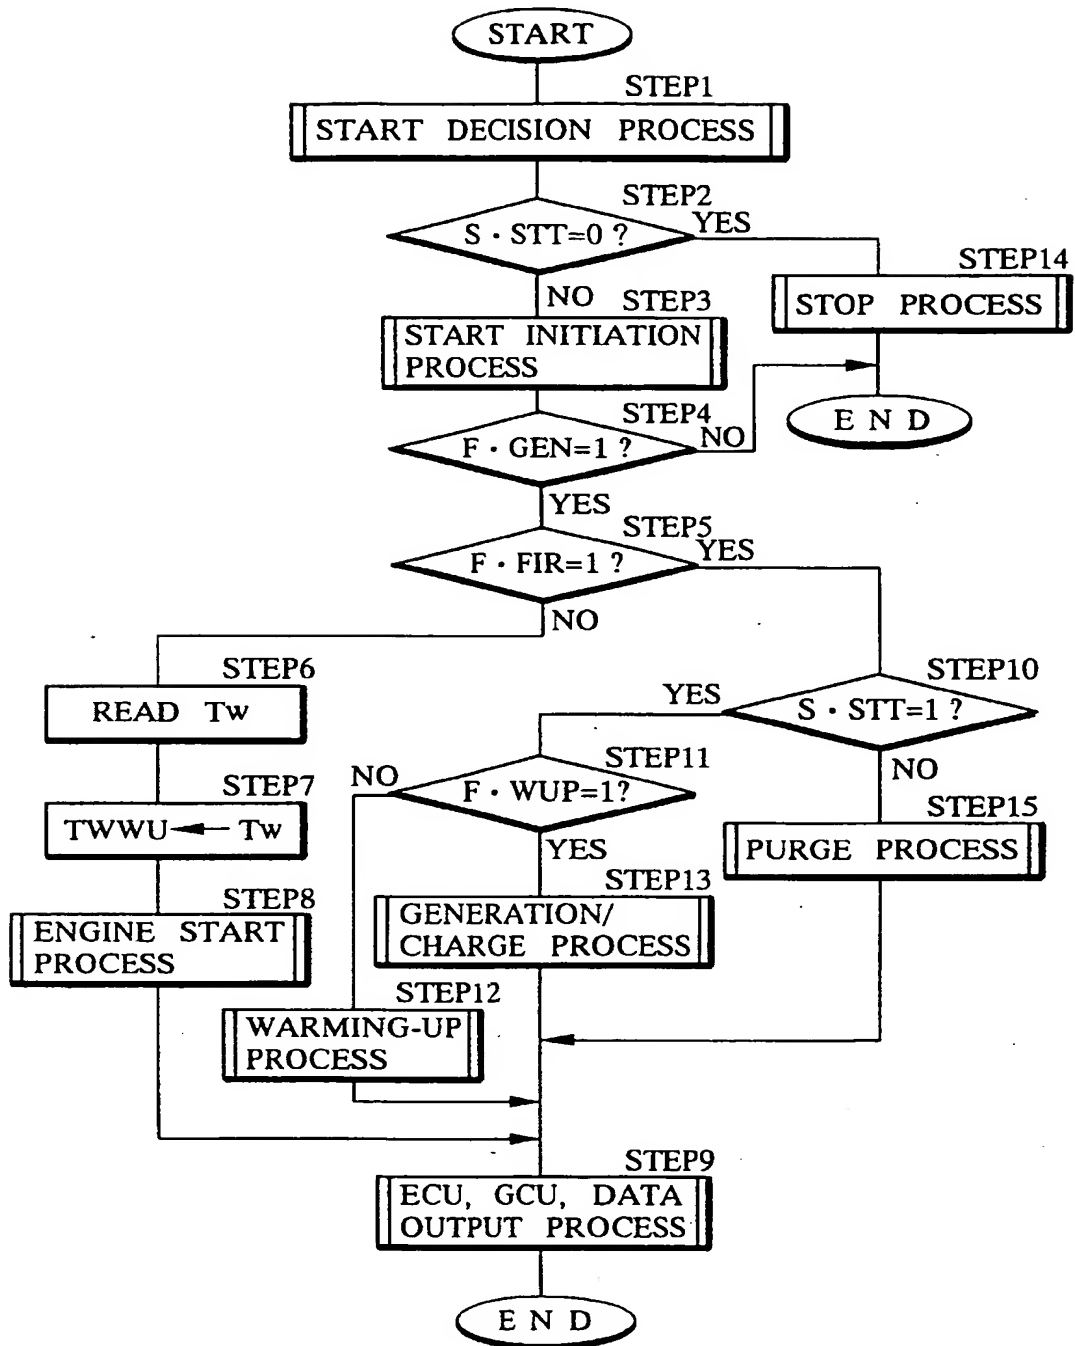 START
STEP1
START DECISION PROCESS
STEP2
S・STT=0 ?
YES
NO
STEP14
STOP PROCESS
STEP3
START INITIATION
PROCESS
END
STEP4
F・GEN=1 ?
NO
YES
STEP5
F・FIR=1 ?
YES
NO
STEP6
READ Tw
STEP10
S・STT=1 ?
YES
NO
STEP7
TWWU ← Tw
STEP11
F・WUP=1?
NO
YES
STEP15
PURGE PROCESS
STEP8
ENGINE START
PROCESS
STEP13
GENERATION/
CHARGE PROCESS
STEP12
WARMING-UP
PROCESS
STEP9
ECU, GCU, DATA
OUTPUT PROCESS
END